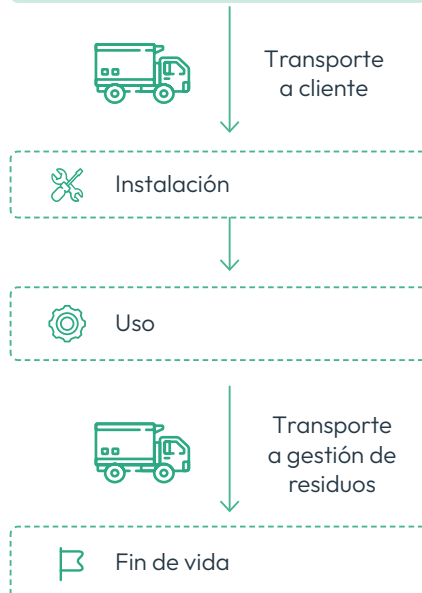 Transporte
a cliente
Instalación
Uso
Transporte
a gestión de
residuos
Fin de vida